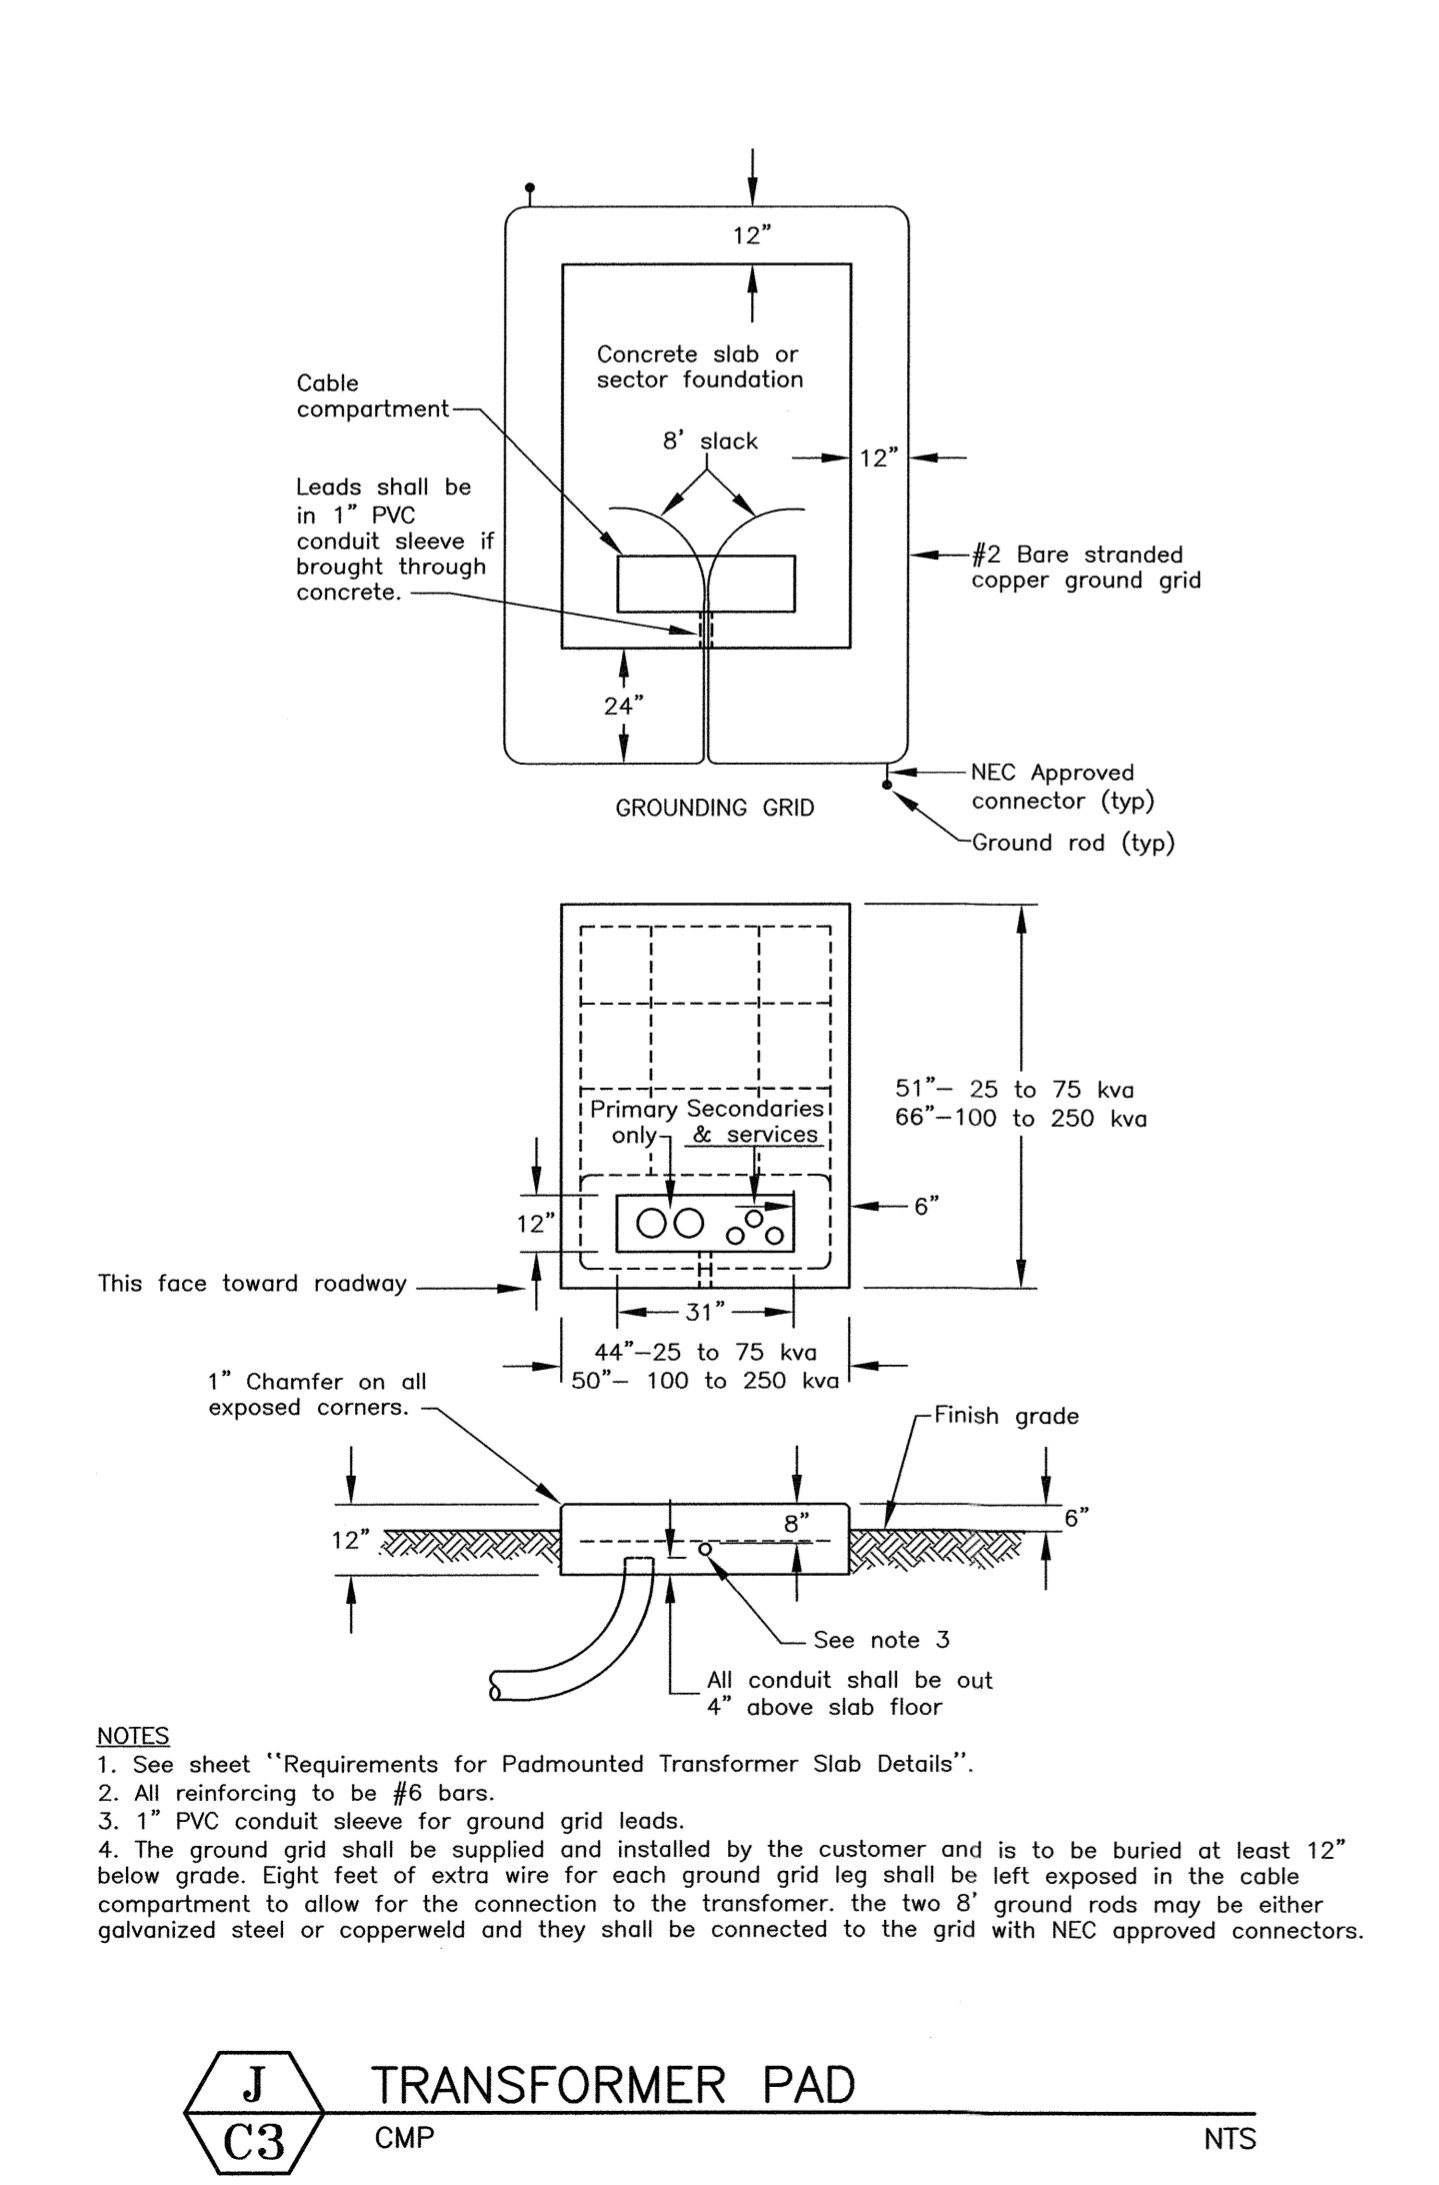 12”
Concrete slab or
sector foundation
Cable
compartment
8’ slack
12”
Leads shall be
in 1” PVC
conduit sleeve if
brought through
concrete.
#2 Bare stranded
copper ground grid
24”
NEC Approved
connector (typ)
GROUNDING GRID
Ground rod (typ)
51”– 25 to 75 kva
66”–100 to 250 kva
Primary
only
Secondaries
& services
6”
12”
This face toward roadway
31”
44”–25 to 75 kva
50”– 100 to 250 kva
1” Chamfer on all
exposed corners.
Finish grade
12”
8”
6”
See note 3
All conduit shall be out
4” above slab floor
NOTES
1. See sheet “Requirements for Padmounted Transformer Slab Details”.
2. All reinforcing to be #6 bars.
3. 1” PVC conduit sleeve for ground grid leads.
4. The ground grid shall be supplied and installed by the customer and is to be buried at least 12”
below grade. Eight feet of extra wire for each ground grid leg shall be left exposed in the cable
compartment to allow for the connection to the transfomer. the two 8’ ground rods may be either
galvanized steel or copperweld and they shall be connected to the grid with NEC approved connectors.
J
C3
TRANSFORMER PAD
CMP
NTS